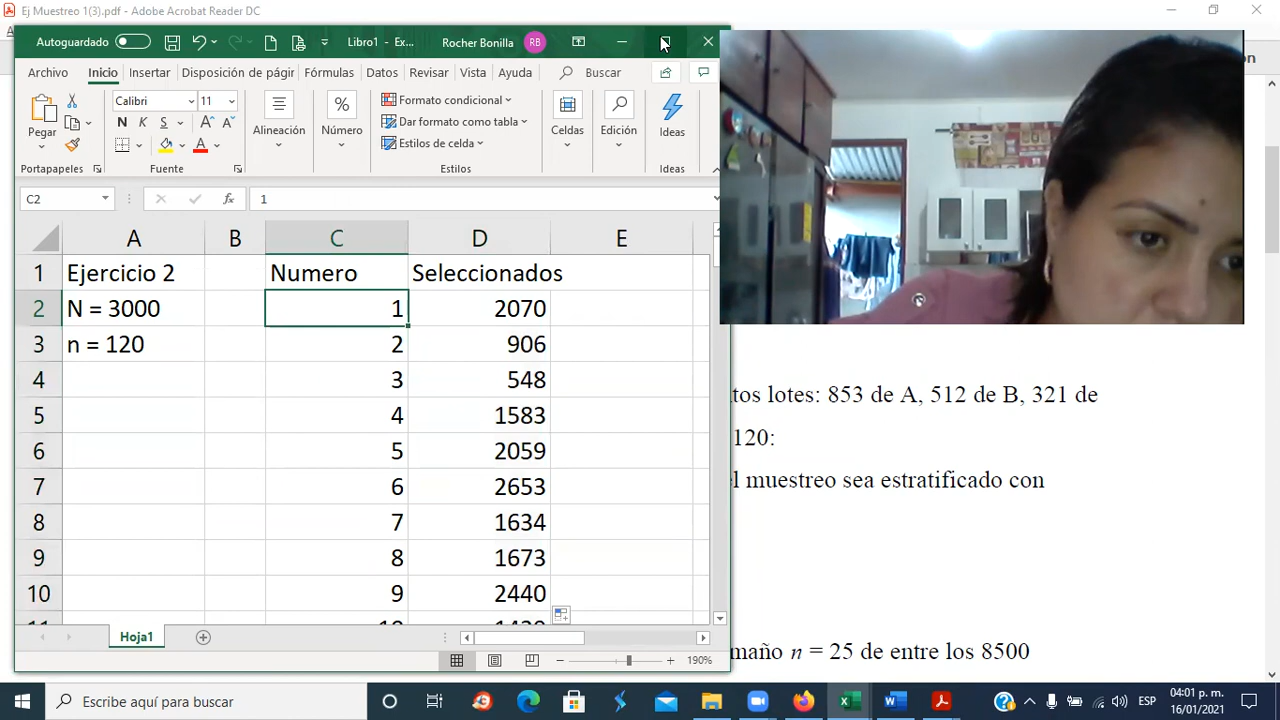 Ej Muestreo 1(3).pdf - Adobe Acrobat Reader DC
Autoguardado Libro1 - Ex... Rocher Bonilla RB
Archivo Inicio Insertar Disposición de págir Fórmulas Datos Revisar Vista Ayuda Buscar
Calibri 11
Pegar
N K S A A
A
Portapapeles
Fuente
Alineación
%
Número
Formato condicional
Dar formato como tabla
Estilos de celda
Estilos
Celdas
Edición
Ideas
Ideas
C2 fx 1
A B C D E
1 Ejercicio 2 Numero Seleccionados
2 N = 3000 1 2070
3 n = 120 2 906
4 3 548
5 4 1583
6 5 2059
7 6 2653
8 7 1634
9 8 1673
10 9 2440
Hoja1
190%
tos lotes: 853 de A, 512 de B, 321 de
120:
el muestreo sea estratificado con
maño n = 25 de entre los 8500
ón
Escribe aquí para buscar
ESP
04:01 p. m.
16/01/2021